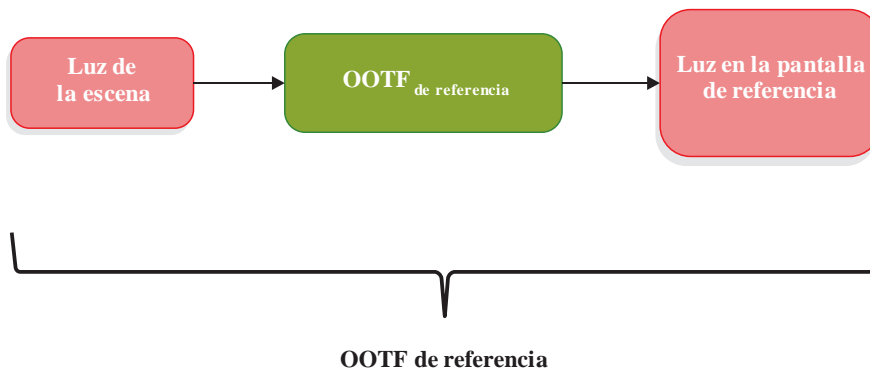 Luz de
la escena
OOTF de referencia
Luz en la pantalla
de referencia
OOTF de referencia